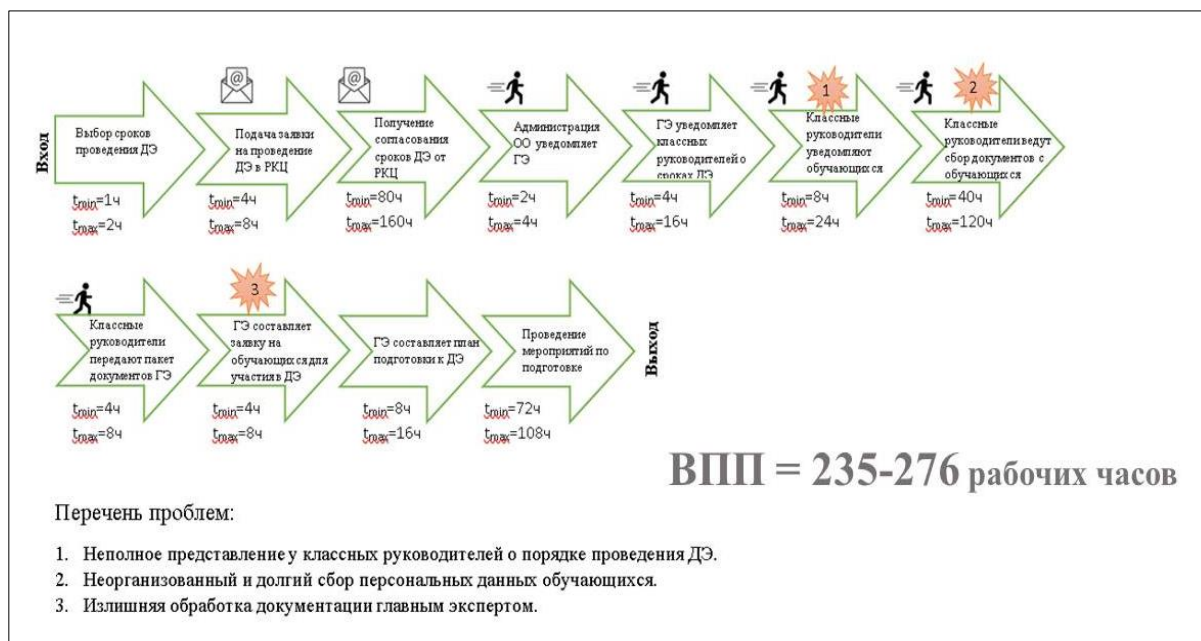 Вход
Выбор сроков
проведения ДЭ
tmin=1ч
tmax=2ч
@
Подача заявки
на проведение
ДЭ в РКЦ
tmin=4ч
tmax=8ч
@
Получение
согласования
сроков ДЭ от
РКЦ
tmin=80ч
tmax=160ч
Администрация
ОО уведомляет
ГЭ
tmin=2ч
tmax=4ч
ГЭ уведомляет
классных
руководителей о
сроках ДЭ
tmin=4ч
tmax=16ч
1
Классные
руководители
уведомляют
обучающихся
tmin=8ч
tmax=24ч
2
Классные
руководители ведут
сбор документов с
обучающихся
tmin=40ч
tmax=120ч
Классные
руководители
передают пакет
документов ГЭ
tmin=4ч
tmax=8ч
3
ГЭ составляет
заявку на
обучающихся для
участия в ДЭ
tmin=4ч
tmax=8ч
ГЭ составляет план
подготовки к ДЭ
tmin=8ч
tmax=16ч
Проведение
мероприятий по
подготовке
tmin=72ч
tmax=108ч
Выход
ВПП = 235-276 рабочих часов
Перечень проблем:
1. Неполное представление у классных руководителей о порядке проведения ДЭ.
2. Неорганизованный и долгий сбор персональных данных обучающихся.
3. Излишняя обработка документации главным экспертом.